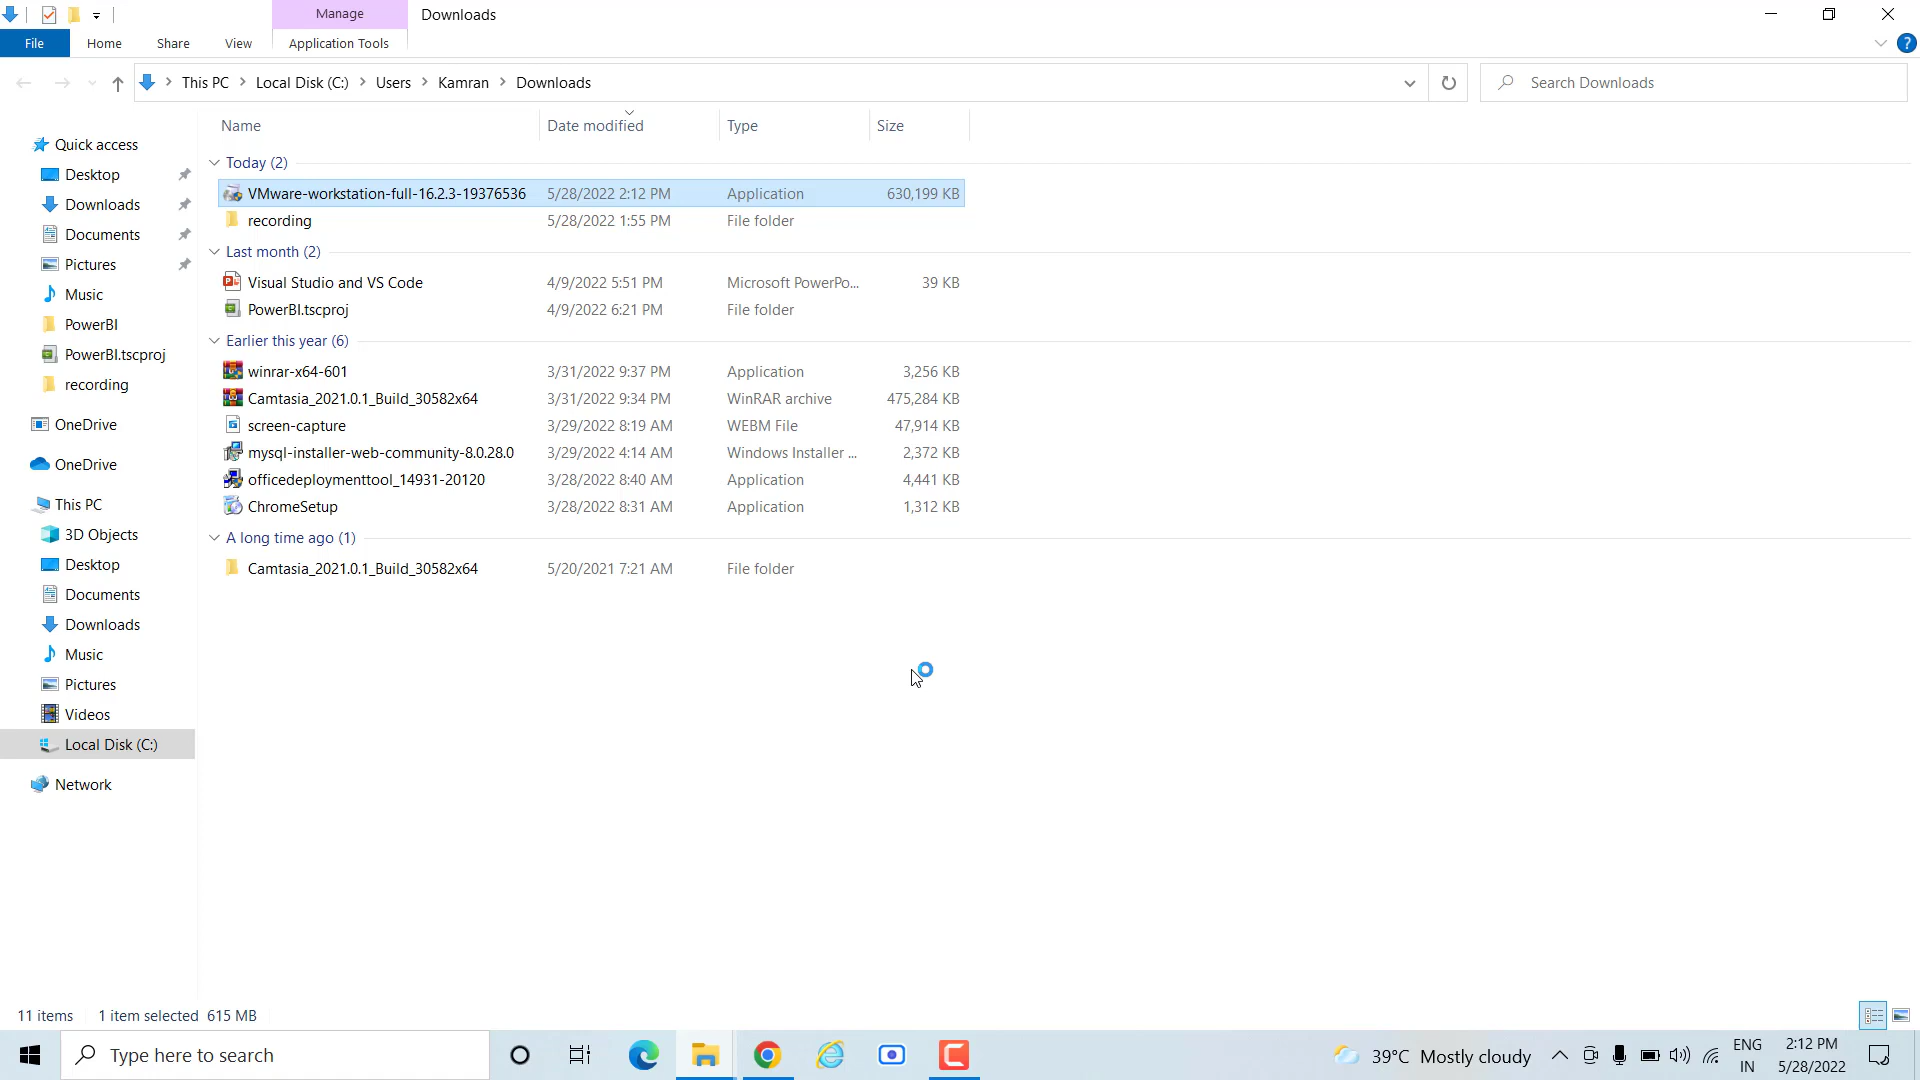 Manage
Downloads
File
Home
Share
View
Application Tools
?
This PC
Local Disk (C:)
Users
Kamran
Downloads
Search Downloads
Name
Date modified
Type
Size
Quick access
Desktop
Downloads
Documents
Pictures
Music
PowerBI
PowerBI.tscproj
recording
OneDrive
OneDrive
This PC
3D Objects
Desktop
Documents
Downloads
Music
Pictures
Videos
Local Disk (C:)
Network
Today (2)
VMware-workstation-full-16.2.3-19376536 5/28/2022 2:12 PM Application 630,199 KB
recording 5/28/2022 1:55 PM File folder
Last month (2)
Visual Studio and VS Code 4/9/2022 5:51 PM Microsoft PowerPo... 39 KB
PowerBI.tscproj 4/9/2022 6:21 PM File folder
Earlier this year (6)
winrar-x64-601 3/31/2022 9:37 PM Application 3,256 KB
Camtasia_2021.0.1_Build_30582x64 3/31/2022 9:34 PM WinRAR archive 475,284 KB
screen-capture 3/29/2022 8:19 AM WEBM File 47,914 KB
mysql-installer-web-community-8.0.28.0 3/29/2022 4:14 AM Windows Installer ... 2,372 KB
officedeploymenttool_14931-20120 3/28/2022 8:40 AM Application 4,441 KB
ChromeSetup 3/28/2022 8:31 AM Application 1,312 KB
A long time ago (1)
Camtasia_2021.0.1_Build_30582x64 5/20/2021 7:21 AM File folder
11 items
1 item selected 615 MB
Type here to search
39°C Mostly cloudy
ENG
IN
2:12 PM
5/28/2022